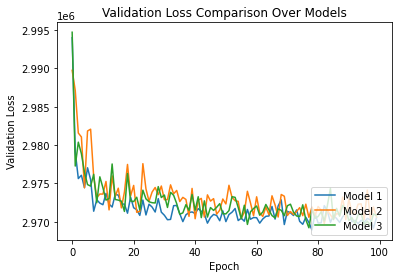 Validation Loss Comparison Over Models
1e6
2.995
2.990
2.985
2.980
2.975
2.970
Validation Loss
0
20
40
60
80
100
Epoch
Model 1
Model 2
Model 3